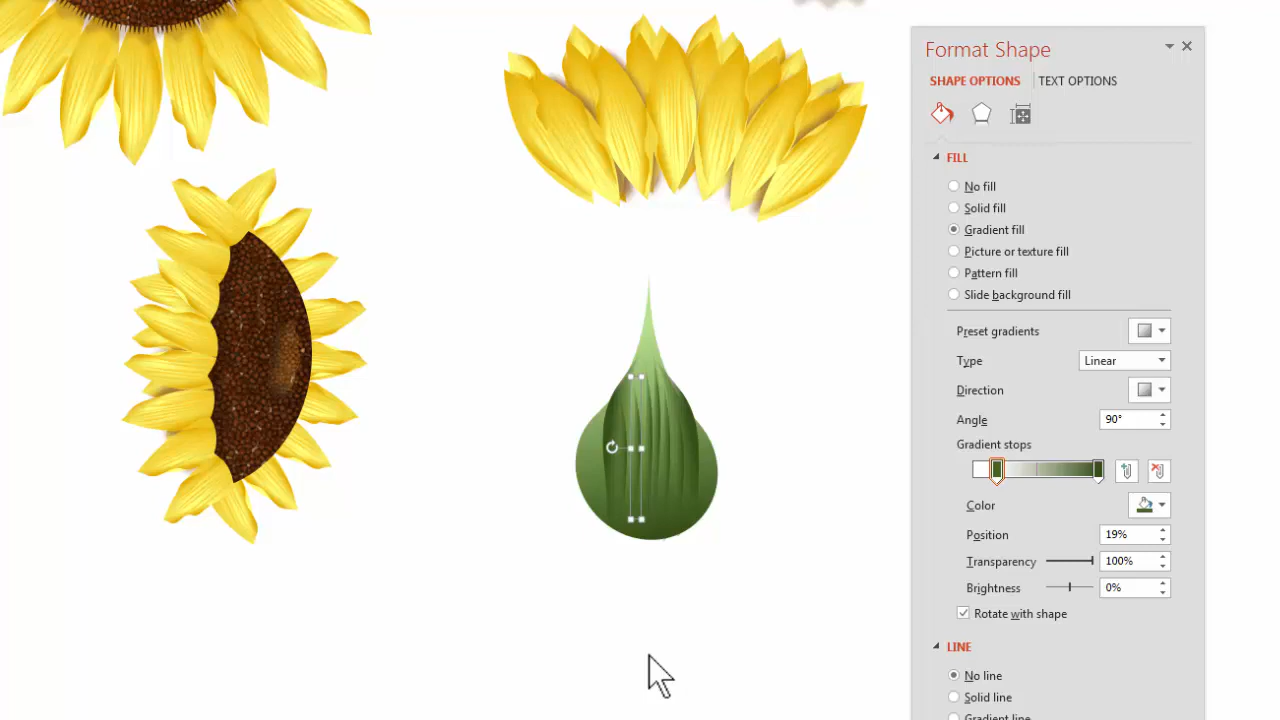 Format Shape
SHAPE OPTIONS TEXT OPTIONS
FILL
No fill
Solid fill
Gradient fill
Picture or texture fill
Pattern fill
Slide background fill
Preset gradients
Type Linear
Direction
Angle 90°
Gradient stops
Color
Position 19%
Transparency 100%
Brightness 0%
Rotate with shape
LINE
No line
Solid line
Gradient line